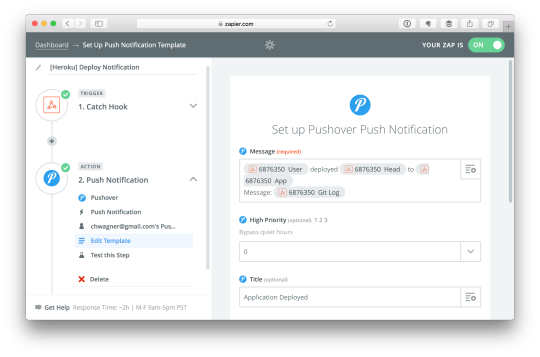 zapier.com
Dashboard → Set Up Push Notification Template
YOUR ZAP IS ON
[Heroku] Deploy Notification
TRIGGER
1. Catch Hook
ACTION
2. Push Notification
Pushover
Push Notification
chwagner@gmail.com's Pus...
Edit Template
Test this Step
Delete
Get Help Response Time: ~2h | M-F 9am-5pm PST
Set up Pushover Push Notification
Message (required)
6876350 User deployed 6876350 Head to
6876350 App
Message: 6876350 Git Log
High Priority (optional) 1 2 3
Bypass quiet hours
0
Title (optional)
Application Deployed